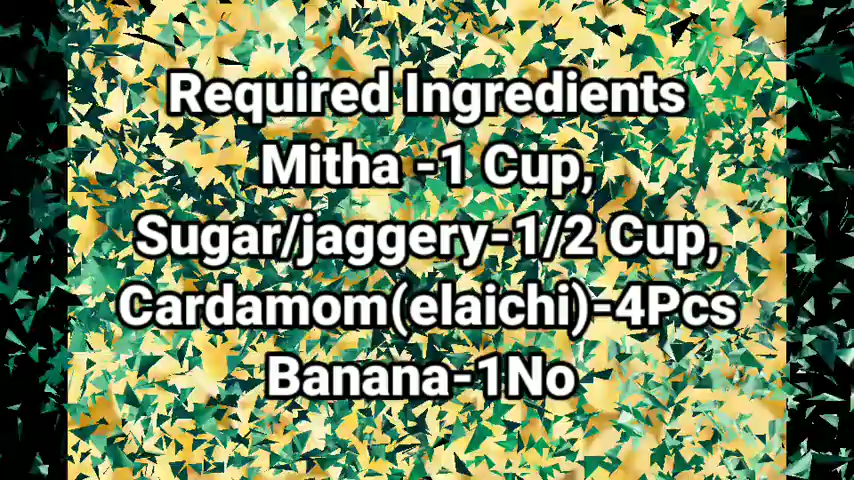 Required Ingredients
Mitha -1 Cup,
Sugar/jaggery-1/2 Cup,
Cardamom(elaichi)-4Pcs
Banana-1No